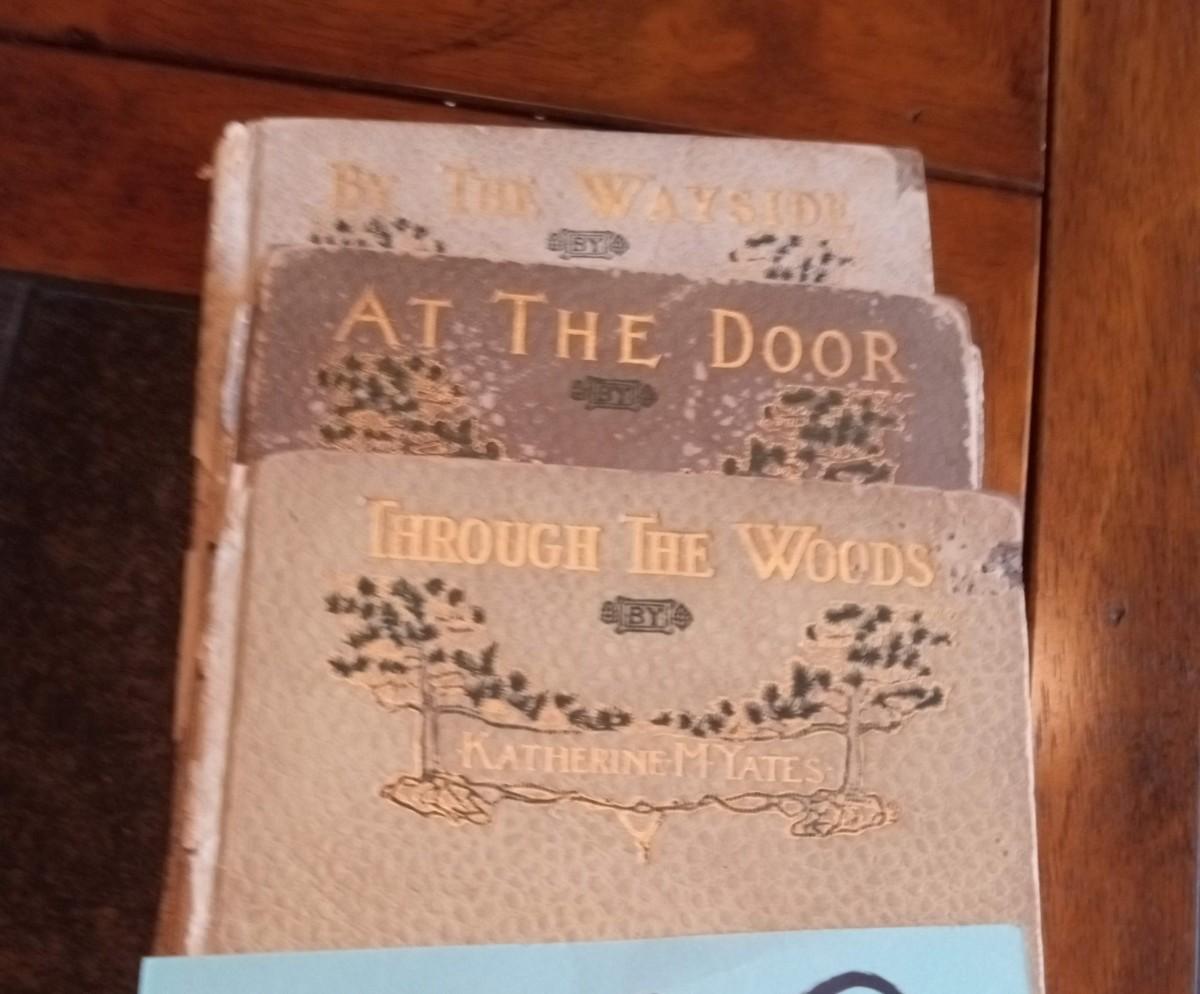 By The Wayside
BY
At The Door
BY
Through The Woods
BY
Katherine·M·Yates·